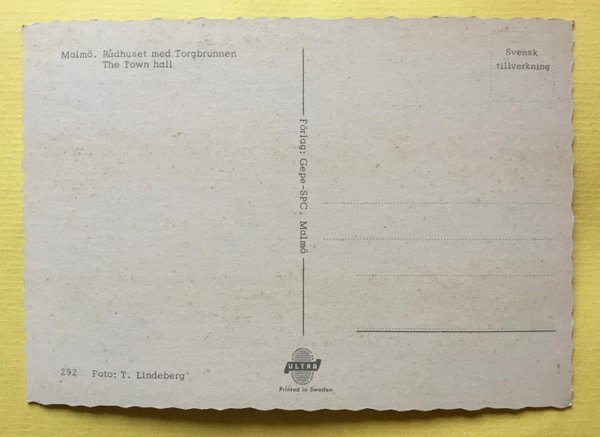 Malmö. Rådhuset med Torgbrunnen
The Town hall
Svensk
tillverkning
Förlag: Gepe-SPC, Malmö
292 Foto: T. Lindeberg
ULTRA
Printed in Sweden